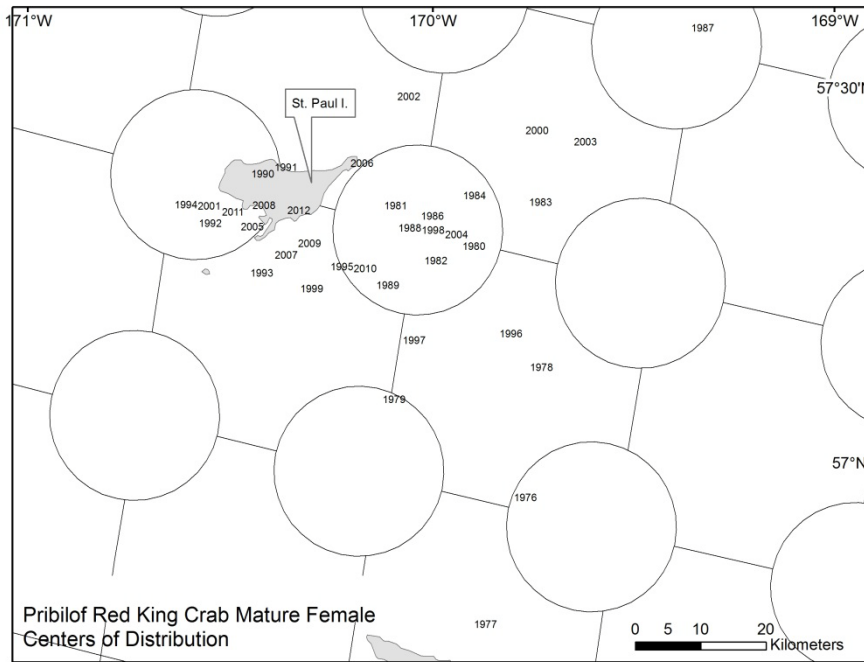 171°W 170°W 169°W
1987
57°30'N
St. Paul I.
2002
2000
2003
1991
2006
1990
1984
1994 2001 2011 2008 2012 1981 1983
1992 2005 1986
1988 1998 2004
2009 1980
2007 1982
1993 1995 2010
1999 1989
1997 1996
1978
1979
57°N
1976
1977
Pribilof Red King Crab Mature Female
Centers of Distribution
0 5 10 20
Kilometers